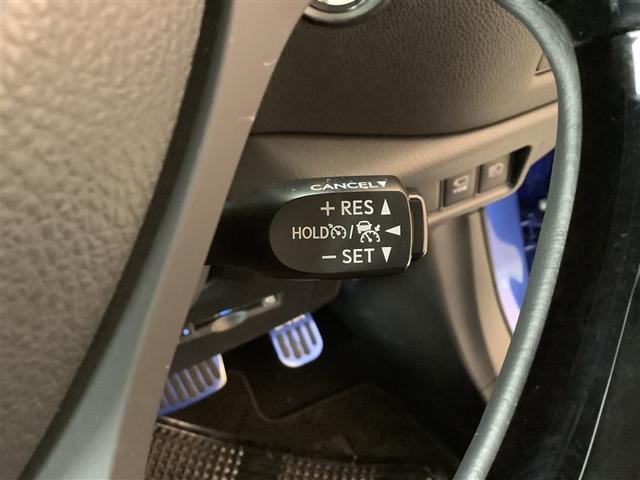 CANCEL▼
+ RES ▲
HOLD / ◀
− SET ▼